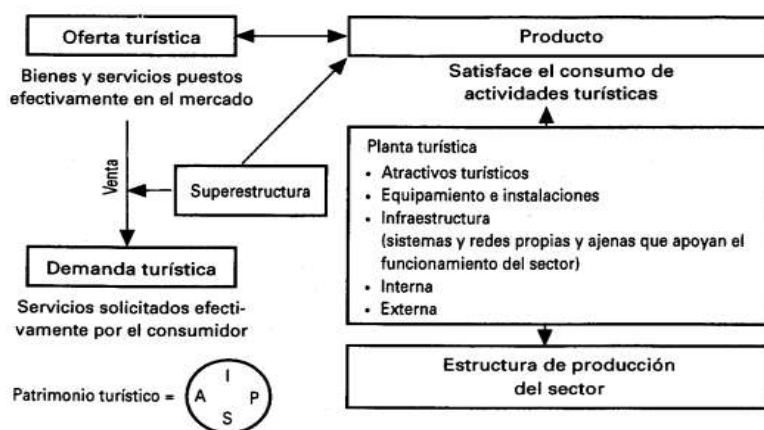 Oferta turística
Bienes y servicios puestos
efectivamente en el mercado
Venta
Superestructura
Demanda turística
Servicios solicitados efecti-
vamente por el consumidor
Patrimonio turístico =
I
A P
S
Producto
Satisface el consumo de
actividades turísticas
Planta turística
• Atractivos turísticos
• Equipamiento e instalaciones
• Infraestructura
(sistemas y redes propias y ajenas que apoyan el
funcionamiento del sector)
• Interna
• Externa
Estructura de producción
del sector